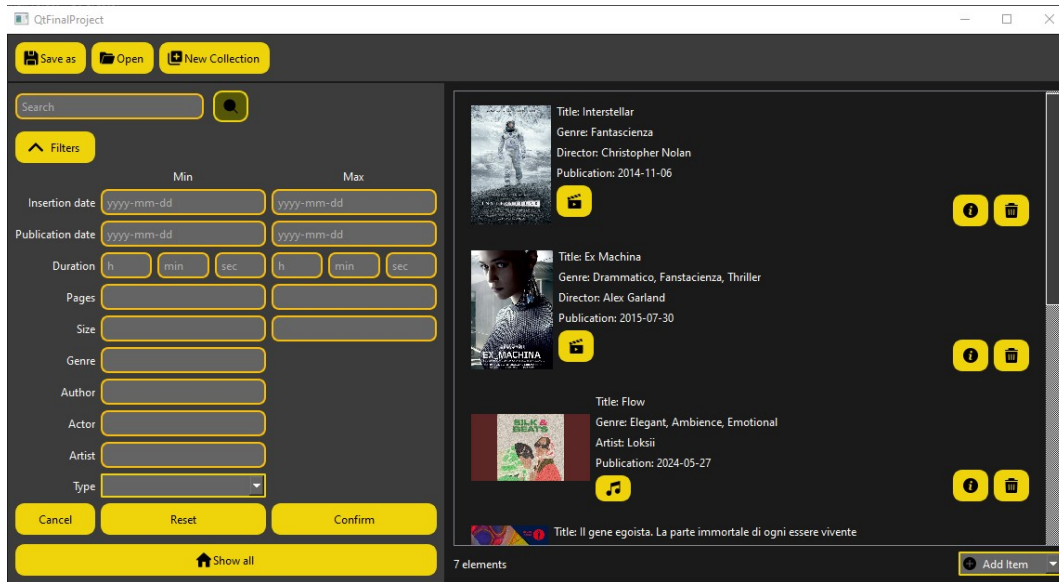 QtFinalProject
Save as
Open
New Collection
Search
Filters
Min
Max
Insertion date
yyyy-mm-dd
yyyy-mm-dd
Publication date
yyyy-mm-dd
yyyy-mm-dd
Duration
h
min
sec
h
min
sec
Pages
Size
Genre
Author
Actor
Artist
Type
Cancel
Reset
Confirm
Show all
Title: Interstellar
Genre: Fantascienza
Director: Christopher Nolan
Publication: 2014-11-06
INTERSTELLAR
Title: Ex Machina
Genre: Drammatico, Fanstacienza, Thriller
Director: Alex Garland
Publication: 2015-07-30
EX_MACHINA
Title: Flow
Genre: Elegant, Ambience, Emotional
Artist: Loksii
Publication: 2024-05-27
SILK &
BEATS
Title: Il gene egoista. La parte immortale di ogni essere vivente
7 elements
Add Item